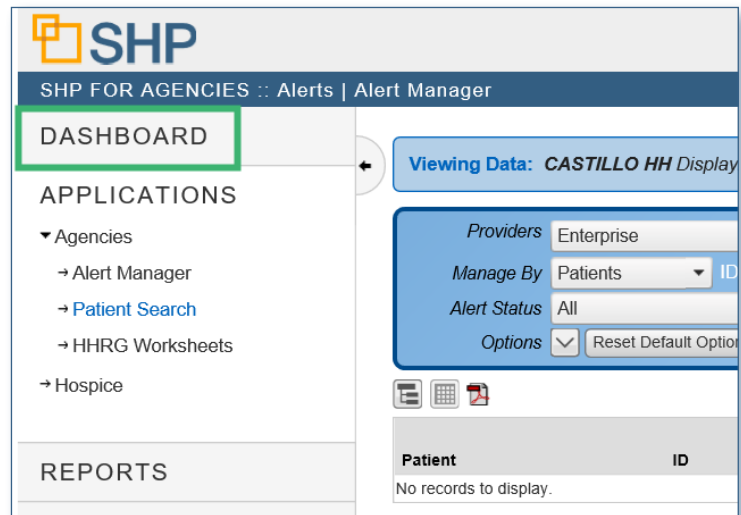 SHP
SHP FOR AGENCIES :: Alerts | Alert Manager
DASHBOARD
APPLICATIONS
Agencies
Alert Manager
Patient Search
HHRG Worksheets
Hospice
REPORTS
Viewing Data: CASTILLO HH Display
Providers Enterprise
Manage By Patients ID
Alert Status All
Options Reset Default Option
Patient ID
No records to display.